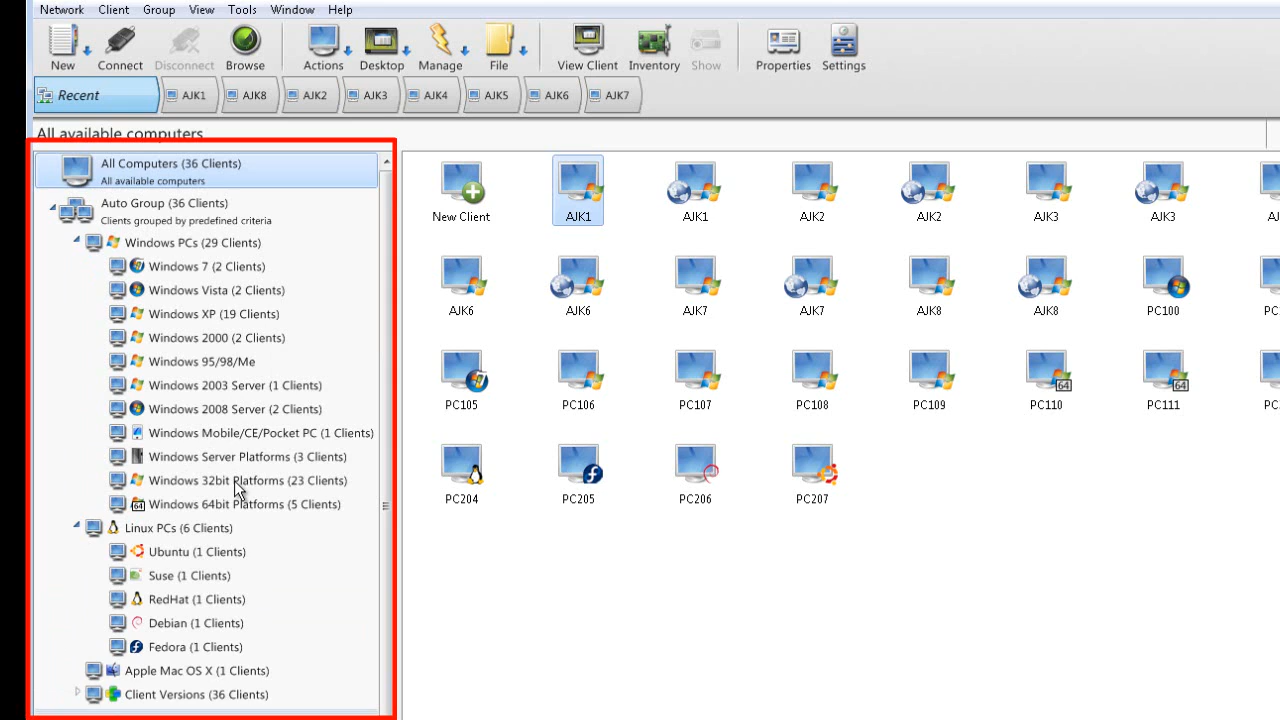 Network Client Group View Tools Window Help
New Connect Disconnect Browse Actions Desktop Manage File View Client Inventory Show Properties Settings
Recent AJK1 AJK8 AJK2 AJK3 AJK4 AJK5 AJK6 AJK7
All available computers
All Computers (36 Clients)
All available computers
Auto Group (36 Clients)
Clients grouped by predefined criteria
Windows PCs (29 Clients)
Windows 7 (2 Clients)
Windows Vista (2 Clients)
Windows XP (19 Clients)
Windows 2000 (2 Clients)
Windows 95/98/Me
Windows 2003 Server (1 Clients)
Windows 2008 Server (2 Clients)
Windows Mobile/CE/Pocket PC (1 Clients)
Windows Server Platforms (3 Clients)
Windows 32bit Platforms (23 Clients)
64 Windows 64bit Platforms (5 Clients)
Linux PCs (6 Clients)
Ubuntu (1 Clients)
Suse (1 Clients)
RedHat (1 Clients)
Debian (1 Clients)
Fedora (1 Clients)
Apple Mac OS X (1 Clients)
Client Versions (36 Clients)
New Client AJK1 AJK1 AJK2 AJK2 AJK3 AJK3
AJK6 AJK6 AJK7 AJK7 AJK8 AJK8 PC100
64 64
PC105 PC106 PC107 PC108 PC109 PC110 PC111
PC204 PC205 PC206 PC207